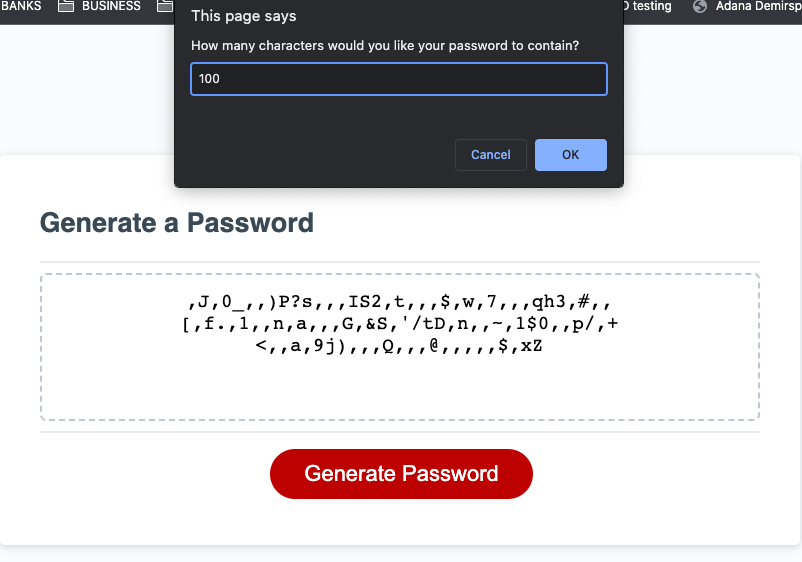 BANKS BUSINESS testing Adana Demirsp
This page says
How many characters would you like your password to contain?
100
Cancel OK
Generate a Password
,J,0_,,)P?s,,,IS2,t,,,$,w,7,,,qh3,#,,
[,f.,1,,n,a,,,G,&S,'/tD,n,,~,1$0,,p/,+
<,,a,9j),,,Q,,,@,,,,,$,xZ
Generate Password